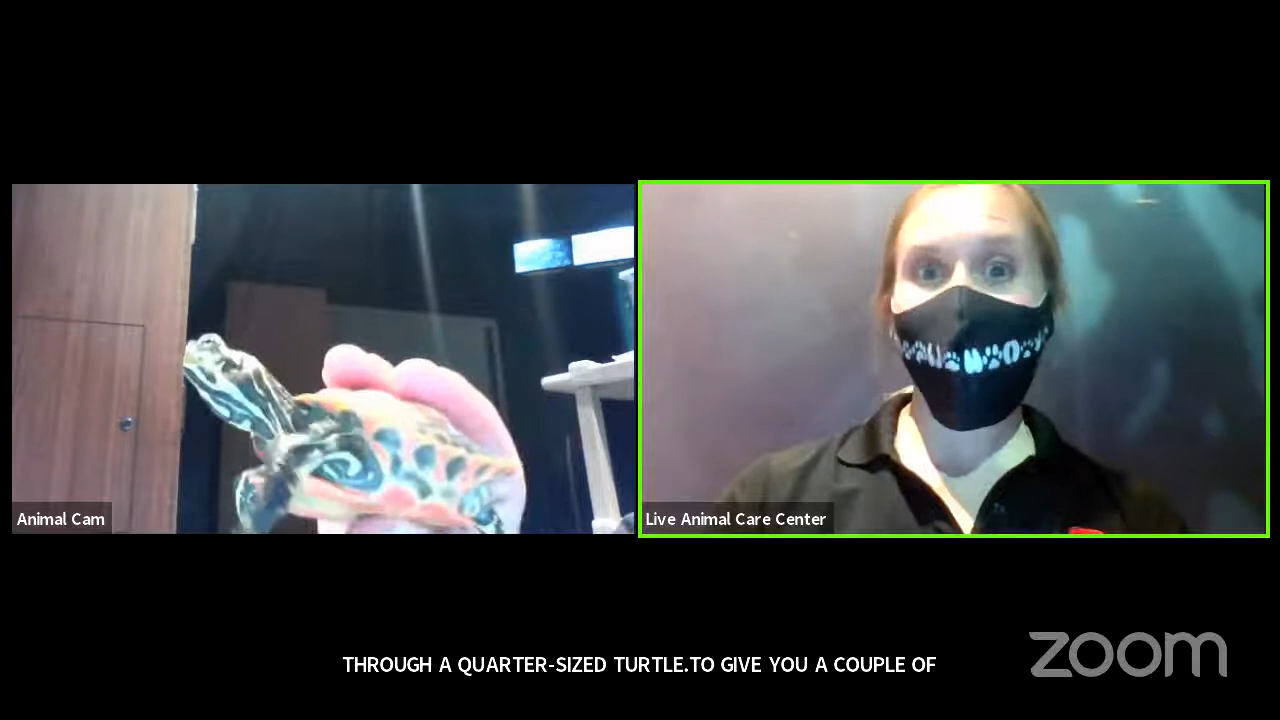 Animal Cam
Live Animal Care Center
THROUGH A QUARTER-SIZED TURTLE.TO GIVE YOU A COUPLE OF
zoom